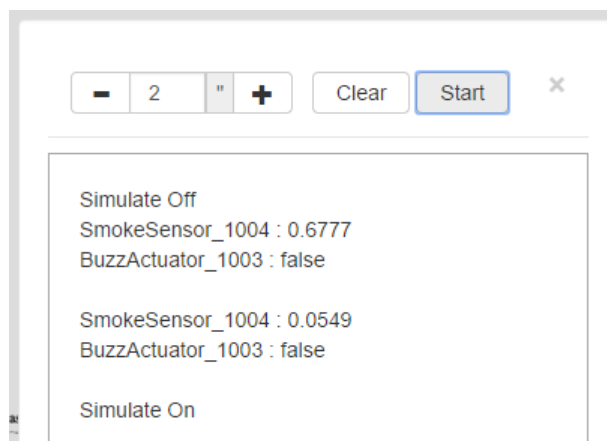 − 2 " + Clear Start ×
Simulate Off
SmokeSensor_1004 : 0.6777
BuzzActuator_1003 : false
SmokeSensor_1004 : 0.0549
BuzzActuator_1003 : false
Simulate On